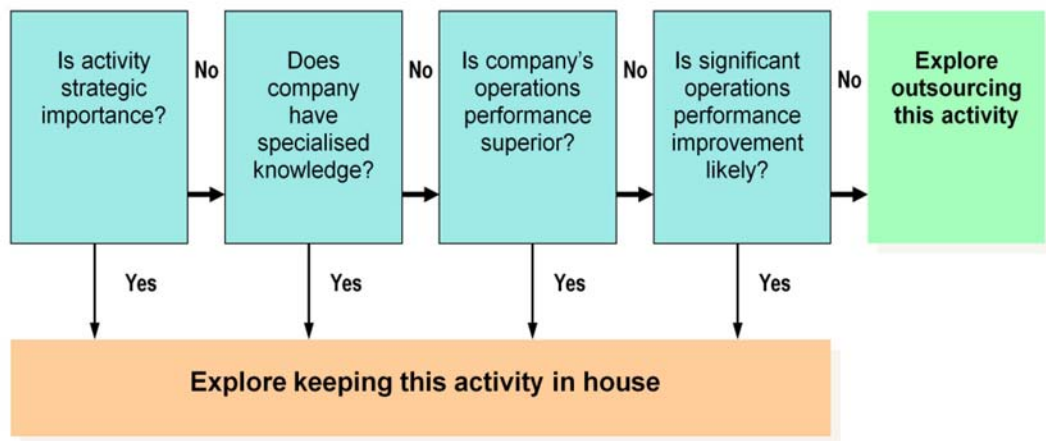 Is activity
strategic
importance?
No
Does
company
have
specialised
knowledge?
No
Is company's
operations
performance
superior?
No
Is significant
operations
performance
improvement
likely?
No
Explore
outsourcing
this activity
Yes
Yes
Yes
Yes
Explore keeping this activity in house